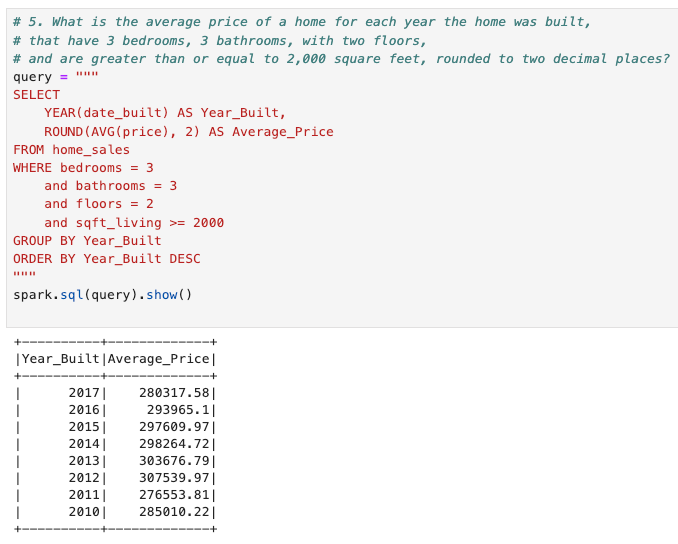 # 5. What is the average price of a home for each year the home was built,
# that have 3 bedrooms, 3 bathrooms, with two floors,
# and are greater than or equal to 2,000 square feet, rounded to two decimal places?
query = """
SELECT
    YEAR(date_built) AS Year_Built,
    ROUND(AVG(price), 2) AS Average_Price
FROM home_sales
WHERE bedrooms = 3
    and bathrooms = 3
    and floors = 2
    and sqft_living >= 2000
GROUP BY Year_Built
ORDER BY Year_Built DESC
"""
spark.sql(query).show()
+----------+-------------+
|Year_Built|Average_Price|
+----------+-------------+
|      2017|    280317.58|
|      2016|     293965.1|
|      2015|    297609.97|
|      2014|    298264.72|
|      2013|    303676.79|
|      2012|    307539.97|
|      2011|    276553.81|
|      2010|    285010.22|
+----------+-------------+